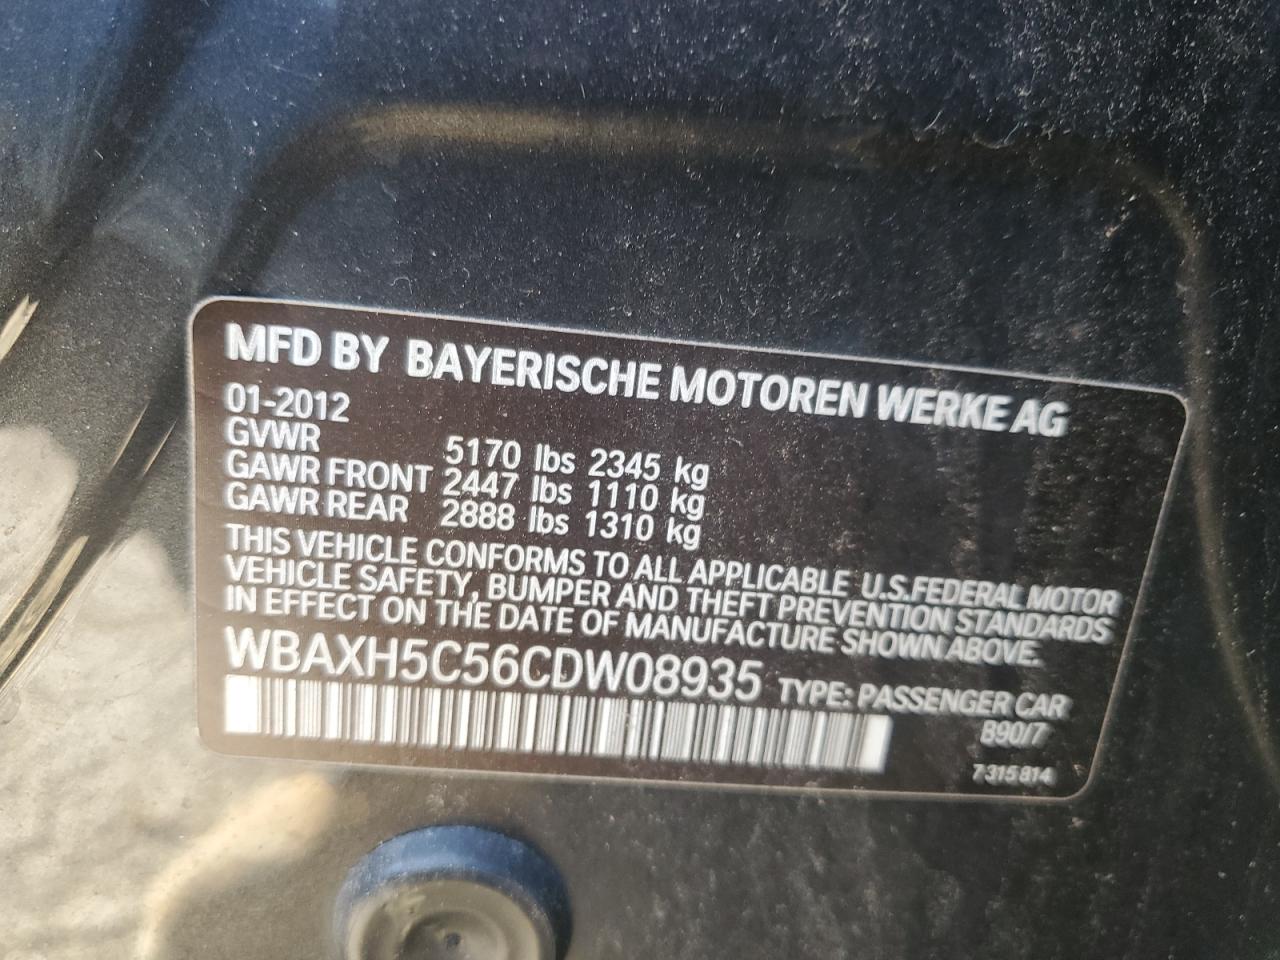 MFD BY BAYERISCHE MOTOREN WERKE AG
01-2012
GVWR 5170 lbs 2345 kg
GAWR FRONT 2447 lbs 1110 kg
GAWR REAR 2888 lbs 1310 kg
THIS VEHICLE CONFORMS TO ALL APPLICABLE U.S.FEDERAL MOTOR
VEHICLE SAFETY, BUMPER AND THEFT PREVENTION STANDARDS
IN EFFECT ON THE DATE OF MANUFACTURE SHOWN ABOVE.
WBAXH5C56CDW08935 TYPE: PASSENGER CAR
B90/7
7 315 814